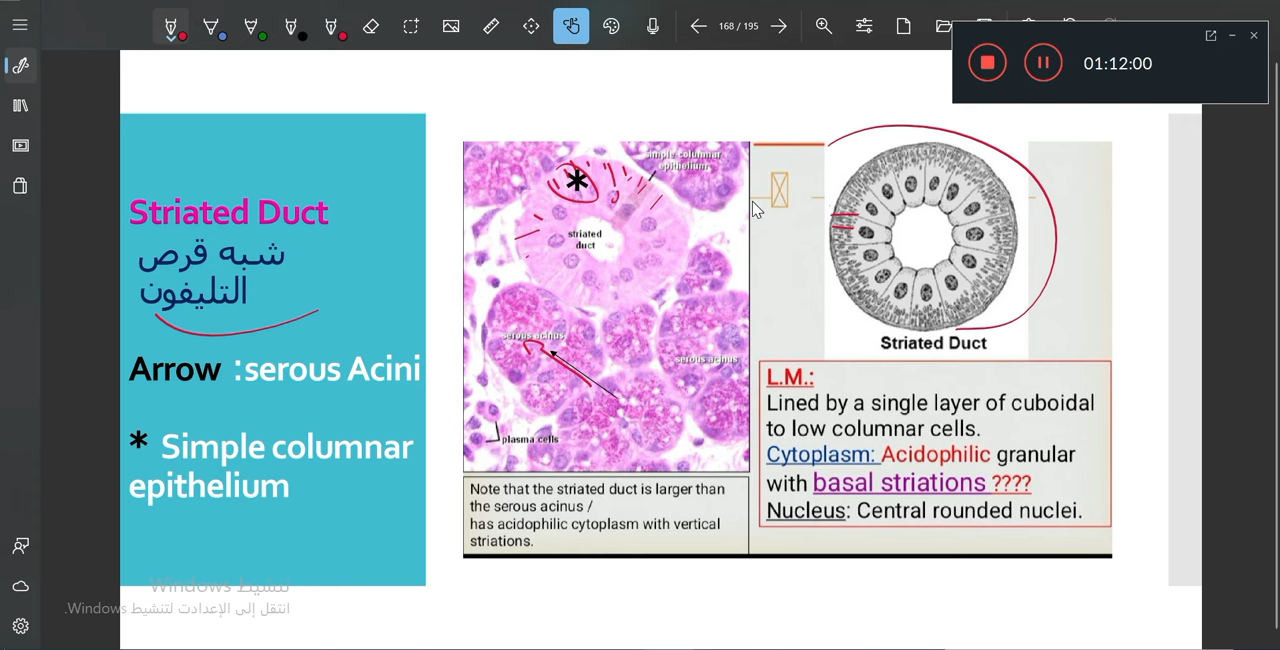 168 / 195
01:12:00
Striated Duct
شبه قرص
التليفون
Arrow :serous Acini
* Simple columnar
epithelium
simple columnar
epithelium
*
striated
duct
serous acinus
serous acinus
plasma cells
Note that the striated duct is larger than
the serous acinus /
has acidophilic cytoplasm with vertical
striations.
Striated Duct
L.M.:
Lined by a single layer of cuboidal
to low columnar cells.
Cytoplasm: Acidophilic granular
with basal striations ????
Nucleus: Central rounded nuclei.
تنشيط Windows
انتقل إلى الإعدادت لتنشيط Windows.